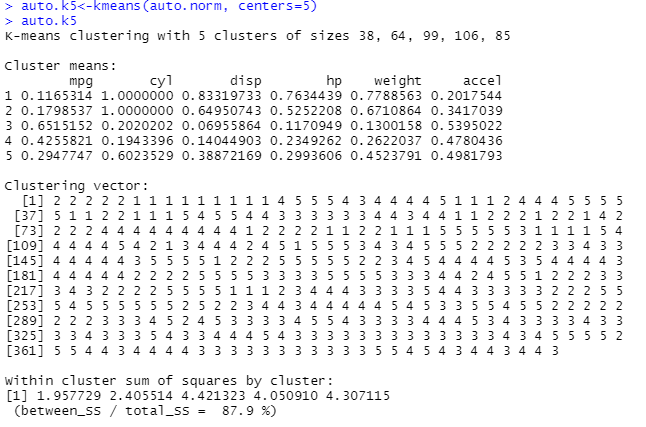 > auto.k5<-kmeans(auto.norm, centers=5)
> auto.k5
K-means clustering with 5 clusters of sizes 38, 64, 99, 106, 85

Cluster means:
        mpg       cyl       disp        hp    weight     accel
1 0.1165314 1.0000000 0.83319733 0.7634439 0.7788563 0.2017544
2 0.1798537 1.0000000 0.64950743 0.5252208 0.6710864 0.3417039
3 0.6515152 0.2020202 0.06955864 0.1170949 0.1300158 0.5395022
4 0.4255821 0.1943396 0.14044903 0.2349262 0.2622037 0.4780436
5 0.2947747 0.6023529 0.38872169 0.2993606 0.4523791 0.4981793

Clustering vector:
  [1] 2 2 2 2 2 1 1 1 1 1 1 1 1 1 4 5 5 5 4 3 4 4 4 4 5 1 1 1 2 4 4 4 5 5 5 5
 [37] 5 1 1 2 2 1 1 1 5 4 5 5 4 4 3 3 3 3 3 3 4 4 3 4 4 1 1 2 2 2 1 2 2 1 4 2
 [73] 2 2 2 4 4 4 4 4 4 4 4 4 1 2 2 2 2 1 1 2 2 1 1 1 5 5 5 5 5 3 1 1 1 1 5 4
[109] 4 4 4 4 5 4 2 1 3 4 4 4 2 4 5 1 5 5 5 3 4 3 4 5 5 5 2 2 2 2 2 3 3 4 3 3
[145] 4 4 4 4 4 3 5 5 5 5 1 2 2 2 5 5 5 5 5 2 2 3 4 5 4 4 4 4 5 3 5 4 4 4 4 3
[181] 4 4 4 4 4 2 2 2 2 5 5 5 5 3 3 3 3 5 5 5 5 3 3 3 4 4 2 4 5 5 1 2 2 2 3 3
[217] 3 4 3 2 2 2 2 5 5 5 5 1 1 1 2 3 4 4 4 3 3 3 3 4 4 3 3 3 3 3 2 2 2 2 5 5
[253] 5 4 5 5 5 5 5 2 5 2 2 3 4 4 3 4 4 4 4 4 5 4 5 3 3 5 5 4 5 5 2 2 2 2 2
[289] 2 2 2 3 3 3 4 5 2 4 5 3 3 3 3 4 5 5 4 3 3 3 3 4 4 4 5 3 4 3 3 3 3 4 3 3
[325] 3 3 4 3 3 3 5 4 3 3 4 4 4 5 4 3 3 4 3 3 3 3 3 3 3 3 3 3 4 3 4 5 5 5 5 2
[361] 5 5 4 4 3 4 4 4 4 3 3 3 3 3 3 3 3 3 3 3 3 5 5 4 5 4 3 4 4 3 4 4 3

Within cluster sum of squares by cluster:
[1] 1.957729 2.405514 4.421323 4.050910 4.307115
 (between_SS / total_SS =  87.9 %)